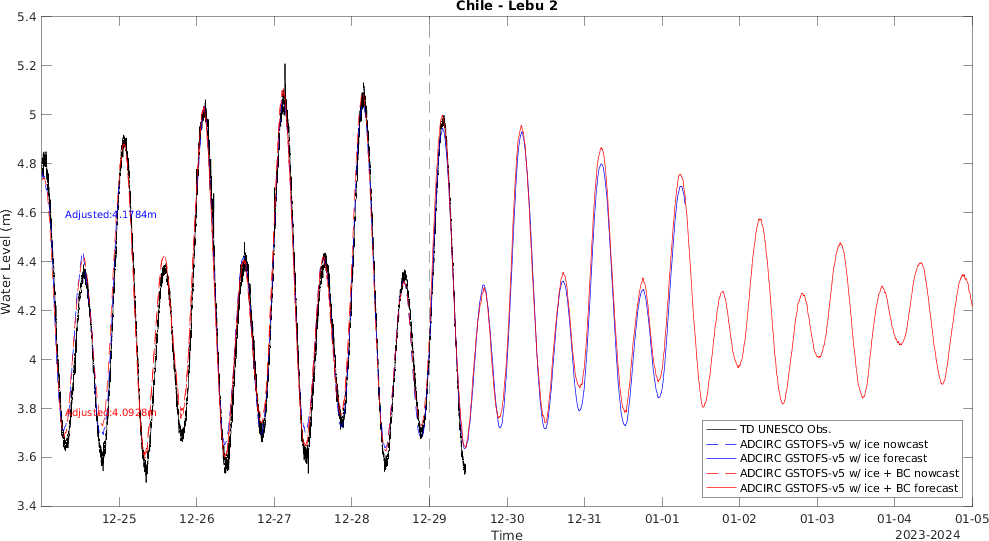 Chile - Lebu 2
5.4
5.2
5
4.8
4.6
4.4
4.2
4
3.8
3.6
3.4
Water Level (m)
Adjusted:4.1784m
Adjusted:4.0928m
TD UNESCO Obs.
ADCIRC GSTOFS-v5 w/ ice nowcast
ADCIRC GSTOFS-v5 w/ ice forecast
ADCIRC GSTOFS-v5 w/ ice + BC nowcast
ADCIRC GSTOFS-v5 w/ ice + BC forecast
12-25 12-26 12-27 12-28 12-29 12-30 12-31 01-01 01-02 01-03 01-04 01-05
Time
2023-2024